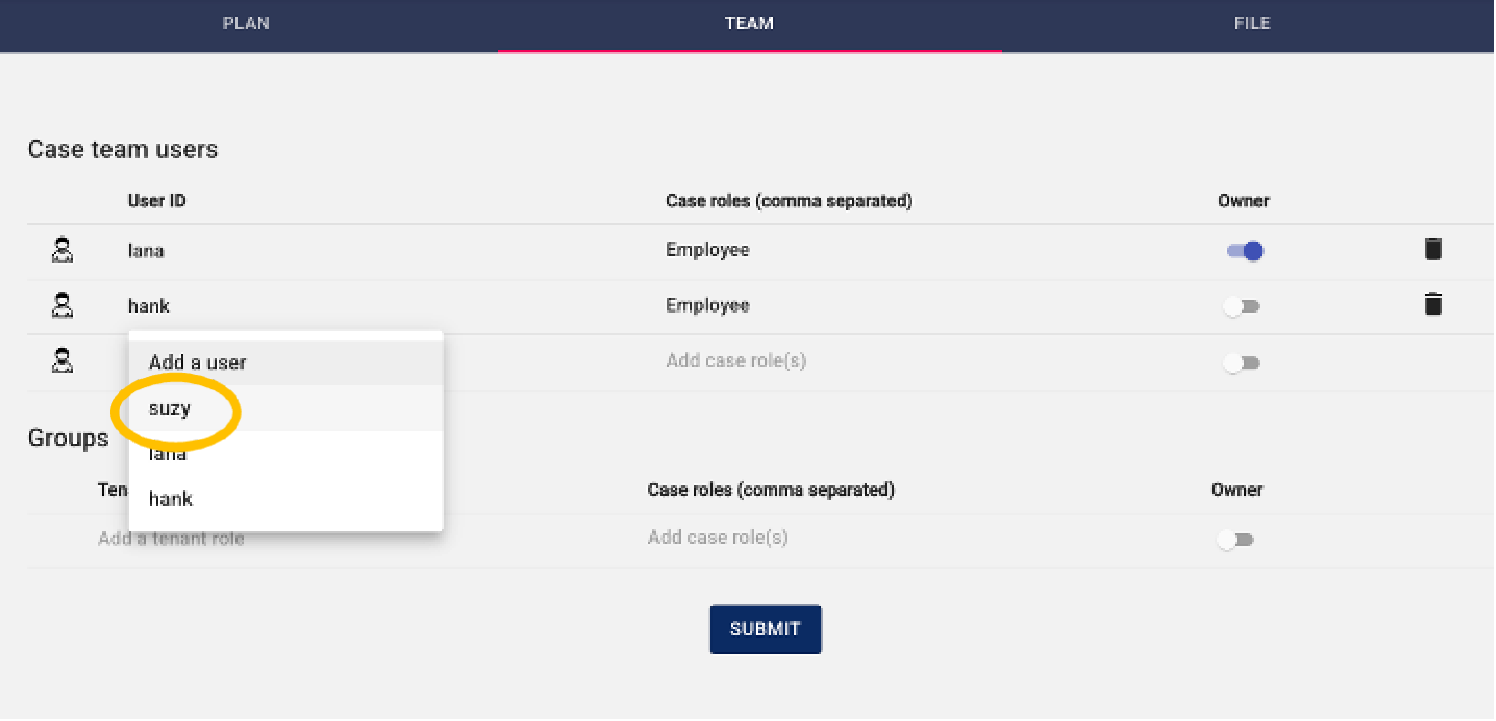 PLAN TEAM FILE
Case team users
User ID Case roles (comma separated) Owner
lana Employee
hank Employee
Add a user Add case role(s)
suzy
Groups
lana
Ten Case roles (comma separated) Owner
hank
Add a tenant role Add case role(s)
SUBMIT